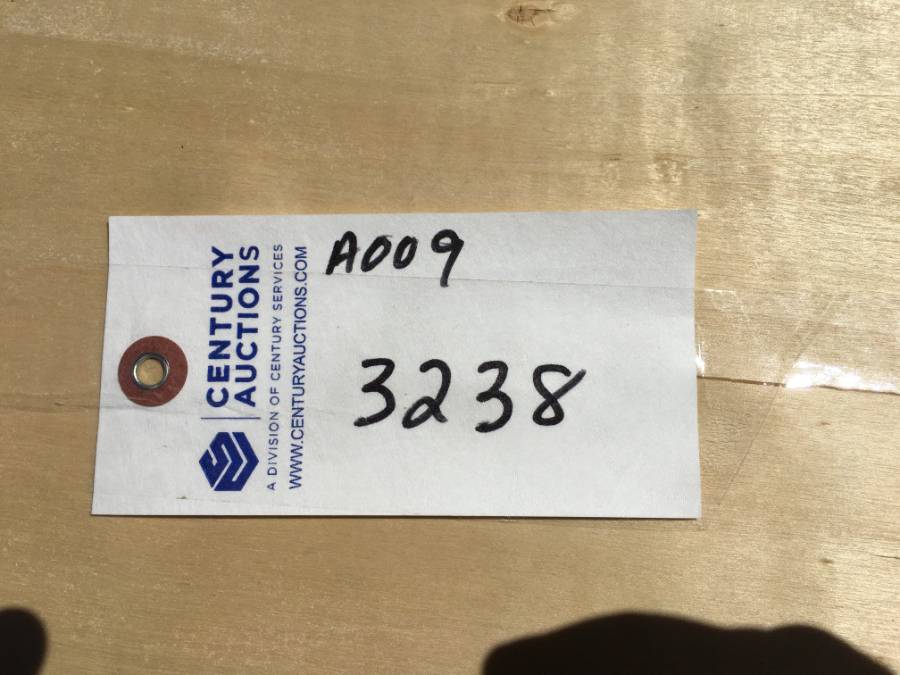 CENTURY
AUCTIONS
A DIVISION OF CENTURY SERVICES
WWW.CENTURYAUCTIONS.COM
A009
3238